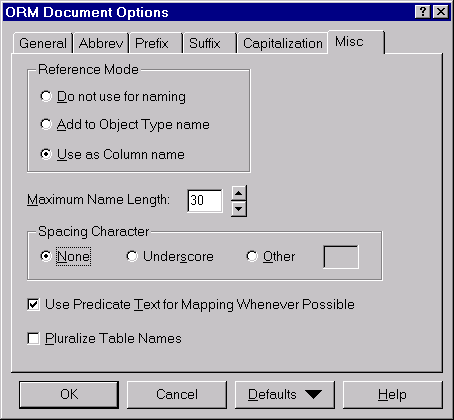 ORM Document Options
General Abbrev Prefix Suffix Capitalization Misc
Reference Mode
Do not use for naming
Add to Object Type name
Use as Column name
Maximum Name Length: 30
Spacing Character
None Underscore Other
Use Predicate Text for Mapping Whenever Possible
Pluralize Table Names
OK Cancel Defaults Help